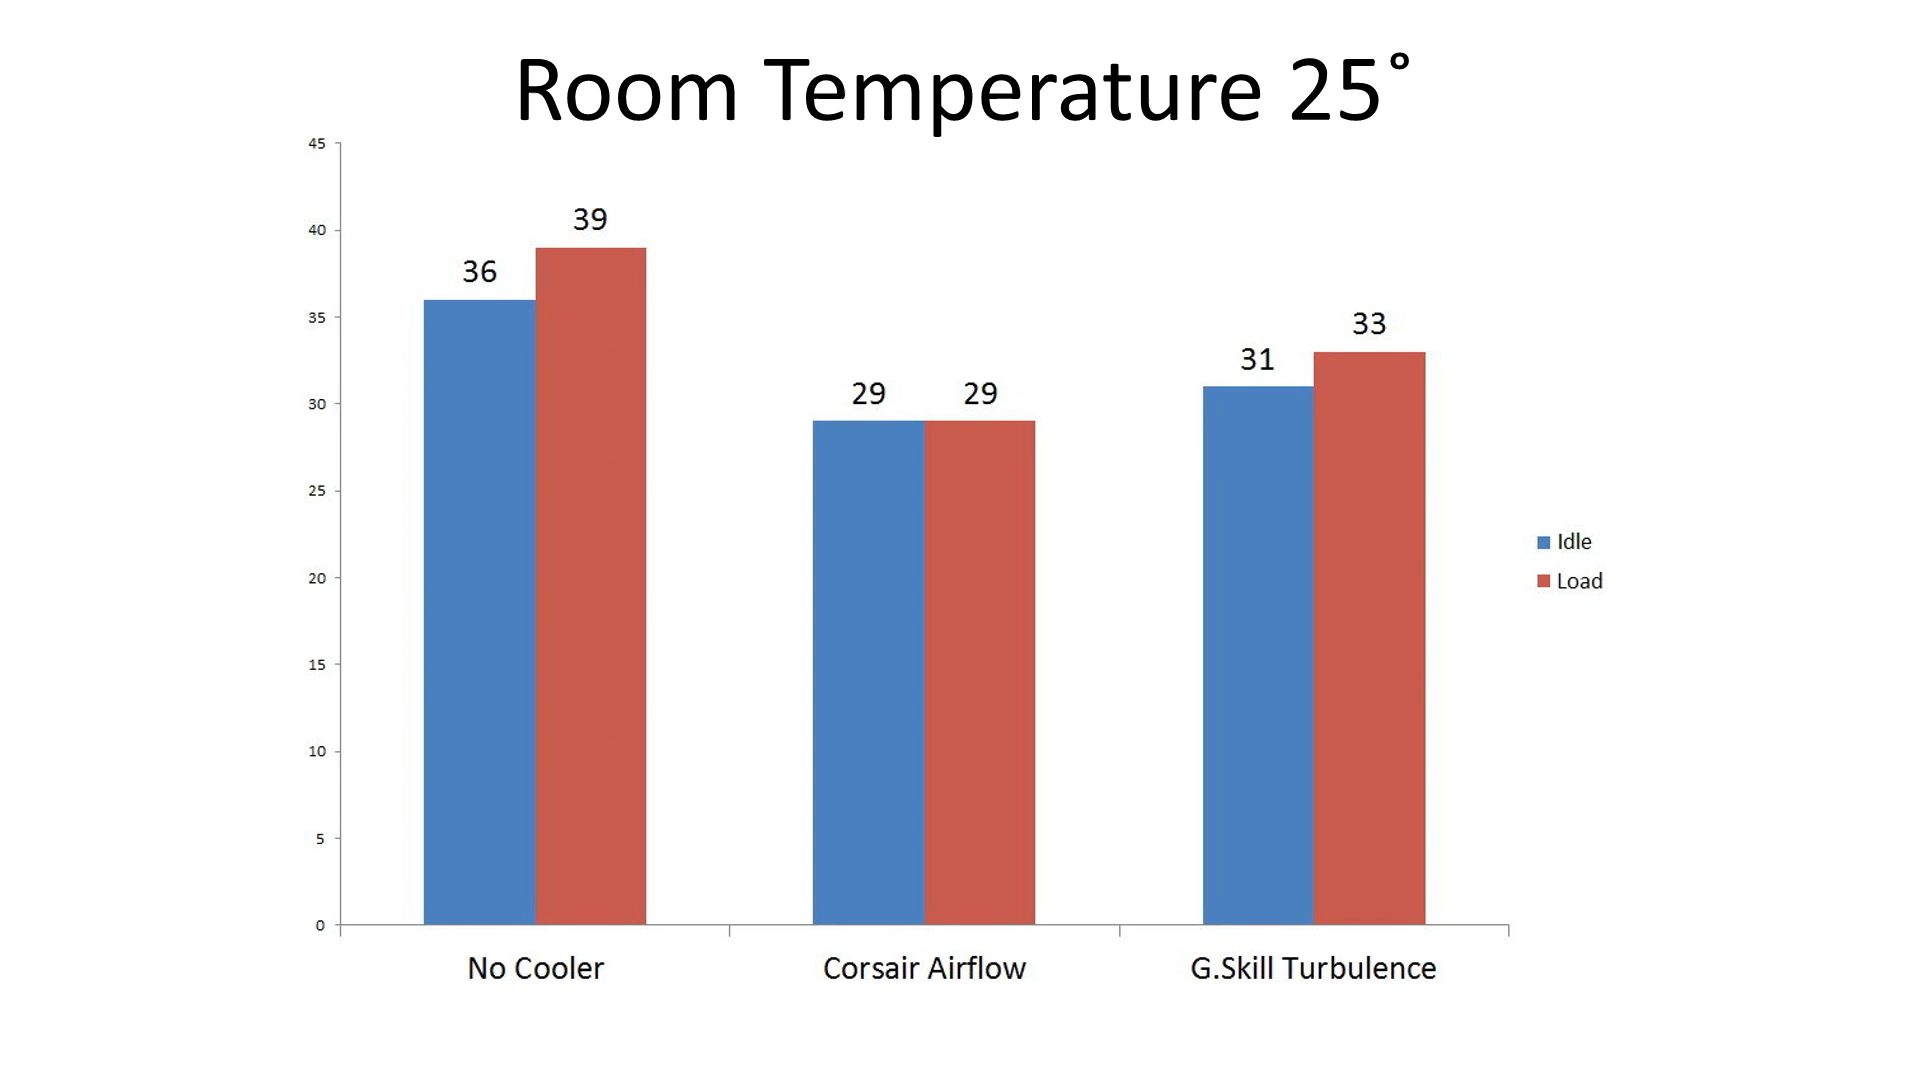 Room Temperature 25˚
45
40
35
30
25
20
15
10
5
0
36
39
29
29
31
33
Idle
Load
No Cooler
Corsair Airflow
G.Skill Turbulence